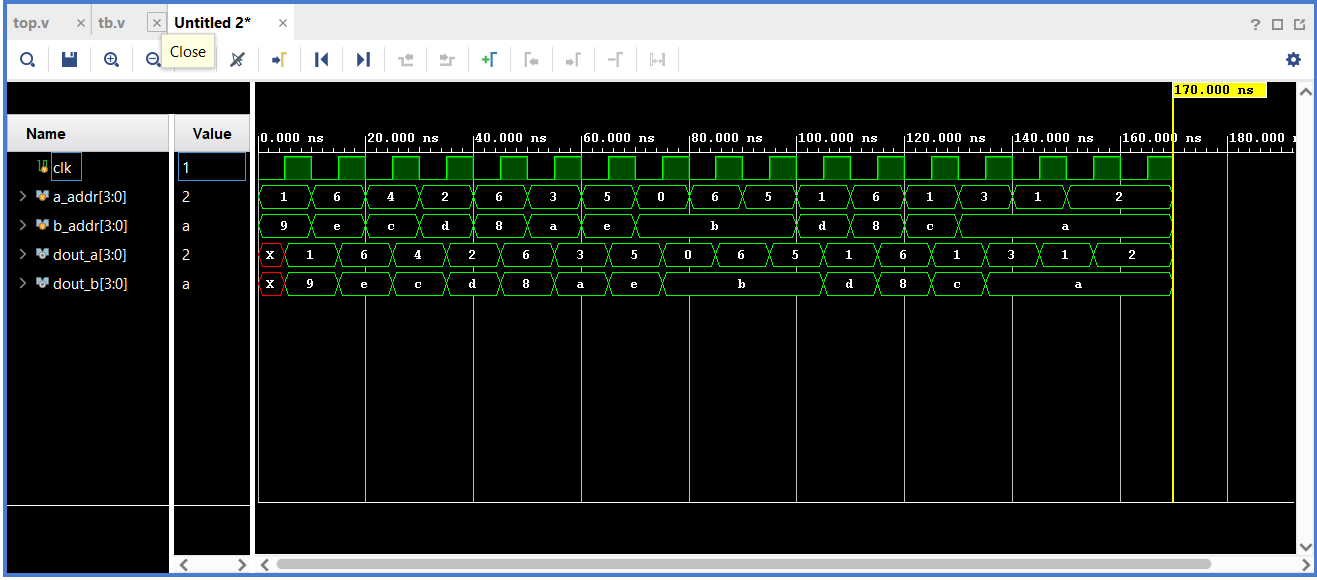 top.v × tb.v × Untitled 2* ×
Close
170.000 ns
Name Value
0.000 ns 20.000 ns 40.000 ns 60.000 ns 80.000 ns 100.000 ns 120.000 ns 140.000 ns 160.000 ns 180.000
clk 1
a_addr[3:0] 2 1 6 4 2 6 3 5 0 6 5 1 6 1 3 1 2
b_addr[3:0] a 9 e c d 8 a e b d 8 c a
dout_a[3:0] 2 X 1 6 4 2 6 3 5 0 6 5 1 6 1 3 1 2
dout_b[3:0] a X 9 e c d 8 a e b d 8 c a